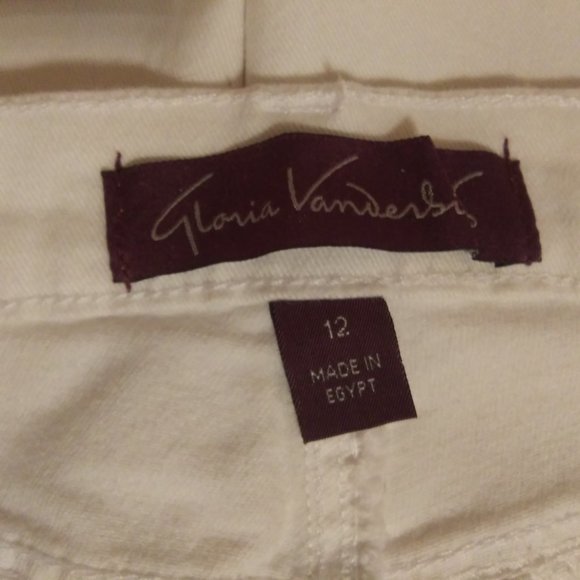 Gloria Vanderbilt
12
MADE IN
EGYPT